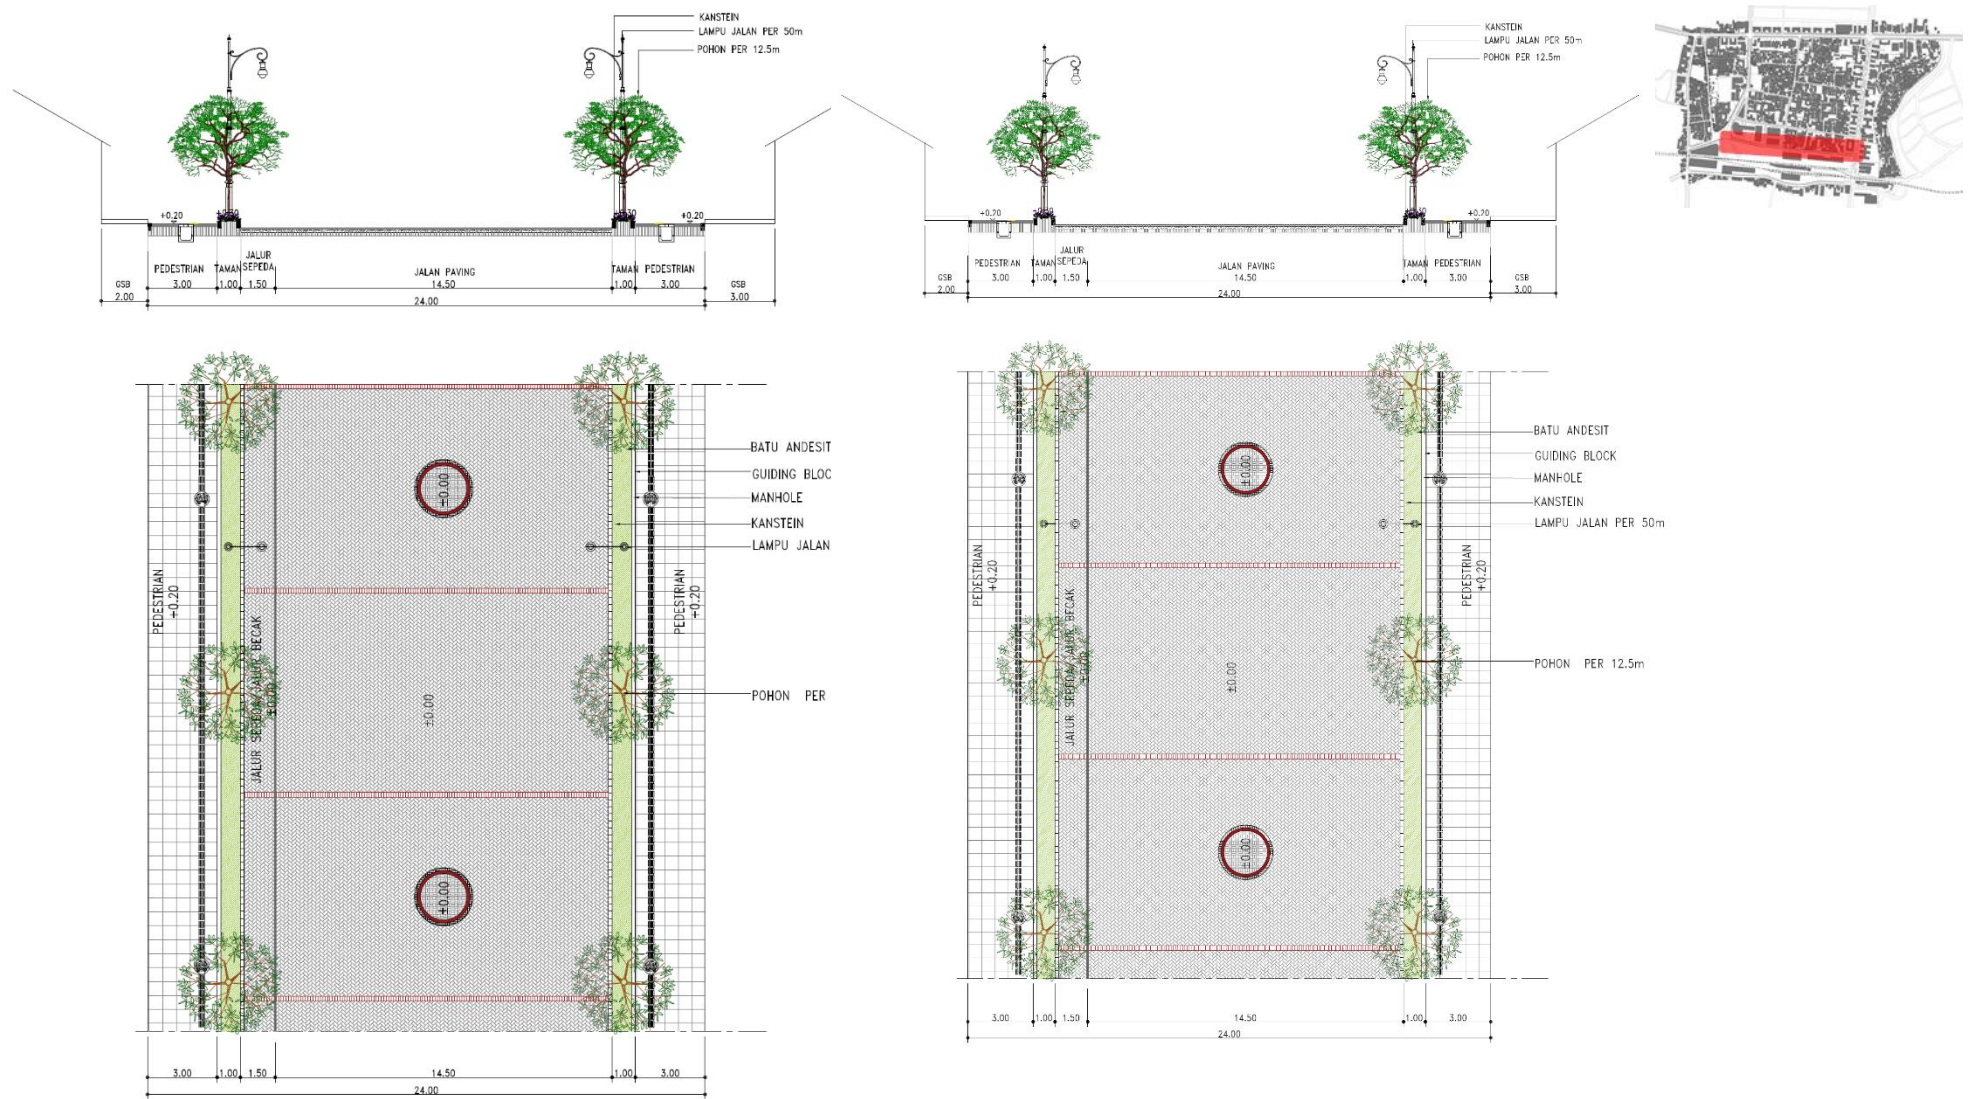 KANSTEIN
LAMPU JALAN PER 50m
POHON PER 12.5m
+0.20
+0.20
PEDESTRIAN
TAMAN
JALUR
SEPEDA
JALAN PAVING
TAMAN
PEDESTRIAN
GSB
3.00
1.00
1.50
14.50
1.00
3.00
GSB
2.00
24.00
3.00
KANSTEIN
LAMPU JALAN PER 50m
POHON PER 12.5m
+0.20
+0.20
PEDESTRIAN
TAMAN
JALUR
SEPEDA
JALAN PAVING
TAMAN
PEDESTRIAN
GSB
3.00
1.00
1.50
14.50
1.00
3.00
GSB
2.00
24.00
3.00
BATU ANDESIT
GUIDING BLOC
MANHOLE
KANSTEIN
LAMPU JALAN
POHON PER
PEDESTRIAN
+0.20
JALUR SEPEDA/JALUR BECAK
±0.00
±0.00
±0.00
±0.00
PEDESTRIAN
+0.20
3.00
1.00
1.50
14.50
1.00
3.00
24.00
BATU ANDESIT
GUIDING BLOCK
MANHOLE
KANSTEIN
LAMPU JALAN PER 50m
POHON PER 12.5m
PEDESTRIAN
+0.20
JALUR SEPEDA/JALUR BECAK
±0.00
±0.00
±0.00
±0.00
PEDESTRIAN
+0.20
3.00
1.00
1.50
14.50
1.00
3.00
24.00